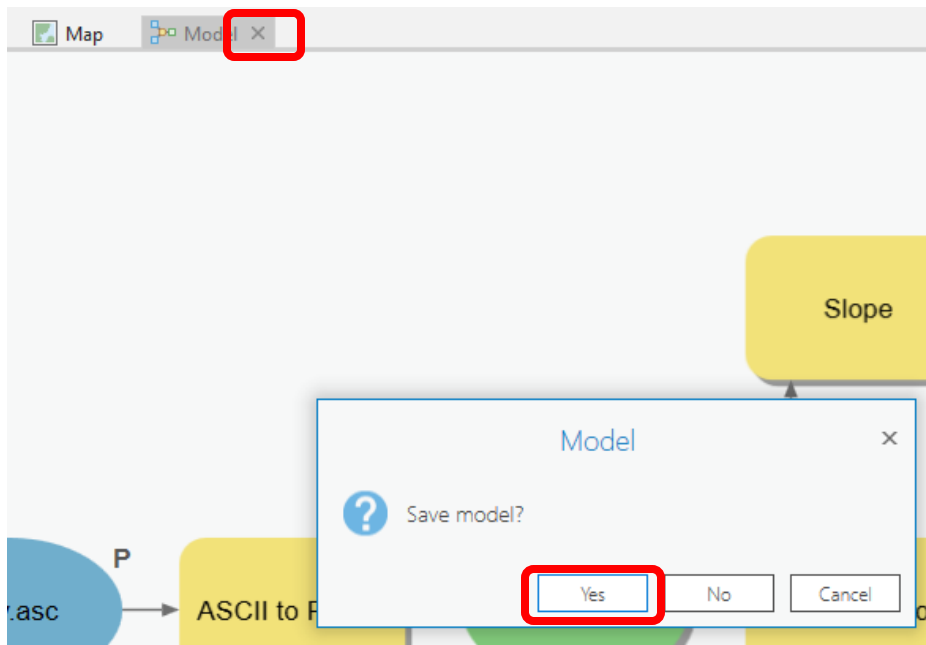 Map
Model
Slope
Model
Save model?
P
.asc
ASCII to
Yes
No
Cancel